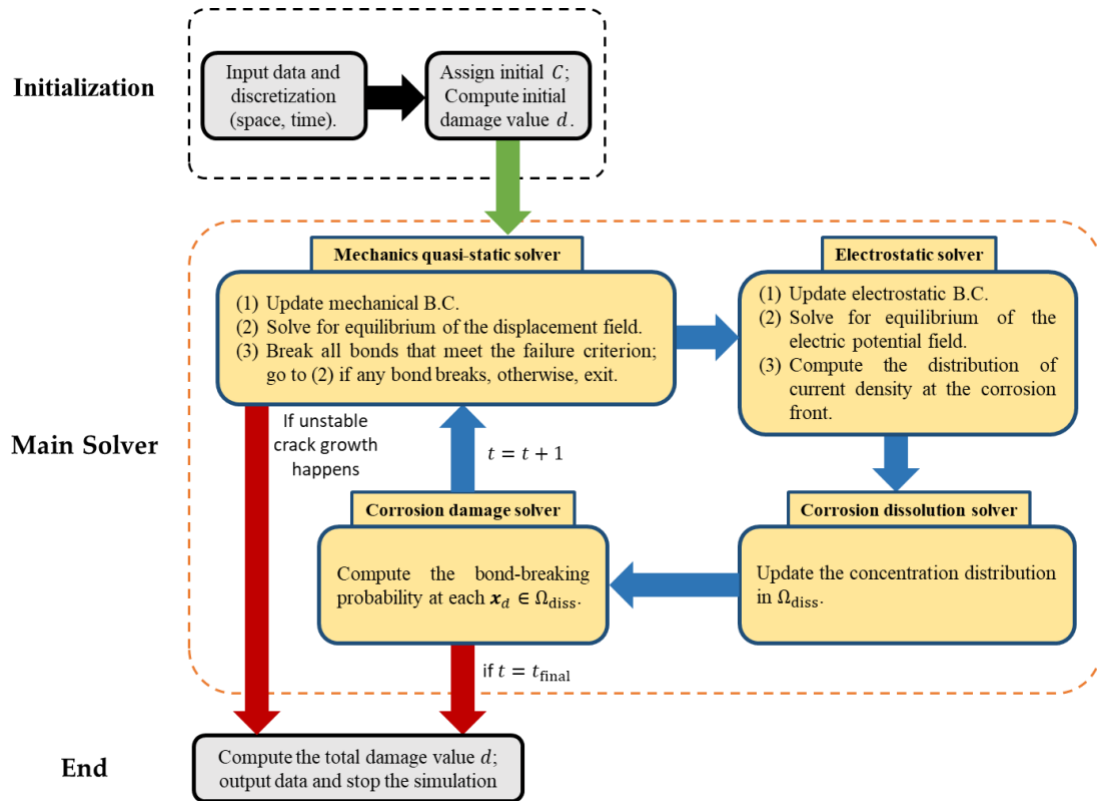 Initialization
Input data and
discretization
(space, time).
Assign initial C;
Compute initial
damage value d.
Main Solver
Mechanics quasi-static solver
(1) Update mechanical B.C.
(2) Solve for equilibrium of the displacement field.
(3) Break all bonds that meet the failure criterion;
go to (2) if any bond breaks, otherwise, exit.
Electrostatic solver
(1) Update electrostatic B.C.
(2) Solve for equilibrium of the
electric potential field.
(3) Compute the distribution of
current density at the corrosion
front.
If unstable
crack growth
happens
t = t + 1
Corrosion damage solver
Compute the bond-breaking
probability at each 𝒙d ∈ Ωdiss.
Corrosion dissolution solver
Update the concentration distribution
in Ωdiss.
if t = tfinal
End
Compute the total damage value d;
output data and stop the simulation